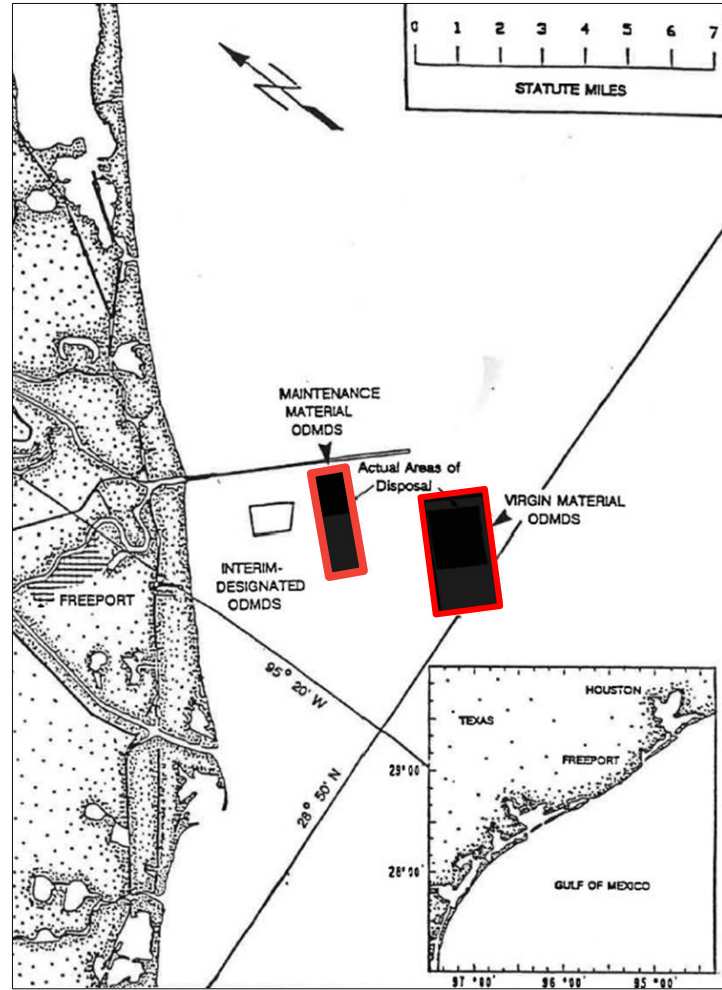 0 1 2 3 4 5 6 7
STATUTE MILES
MAINTENANCE
MATERIAL
ODMDS
Actual Areas of
Disposal
VIRGIN MATERIAL
ODMDS
INTERIM-
DESIGNATED
ODMDS
FREEPORT
95° 20' W
28° 50' N
HOUSTON
TEXAS
FREEPORT
29°00'
28°00'
GULF OF MEXICO
97°00' 96°00' 95°00'